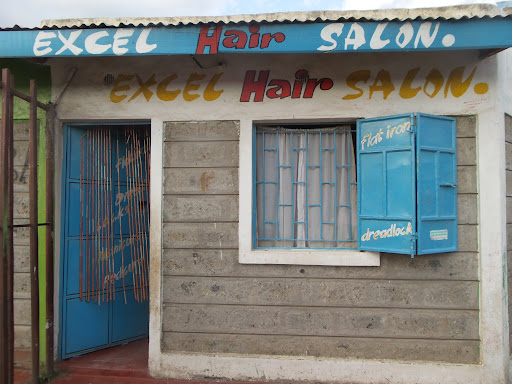 EXCEL Hair SALON.
EXCEL Hair SALON.
flat iron
dreadlock